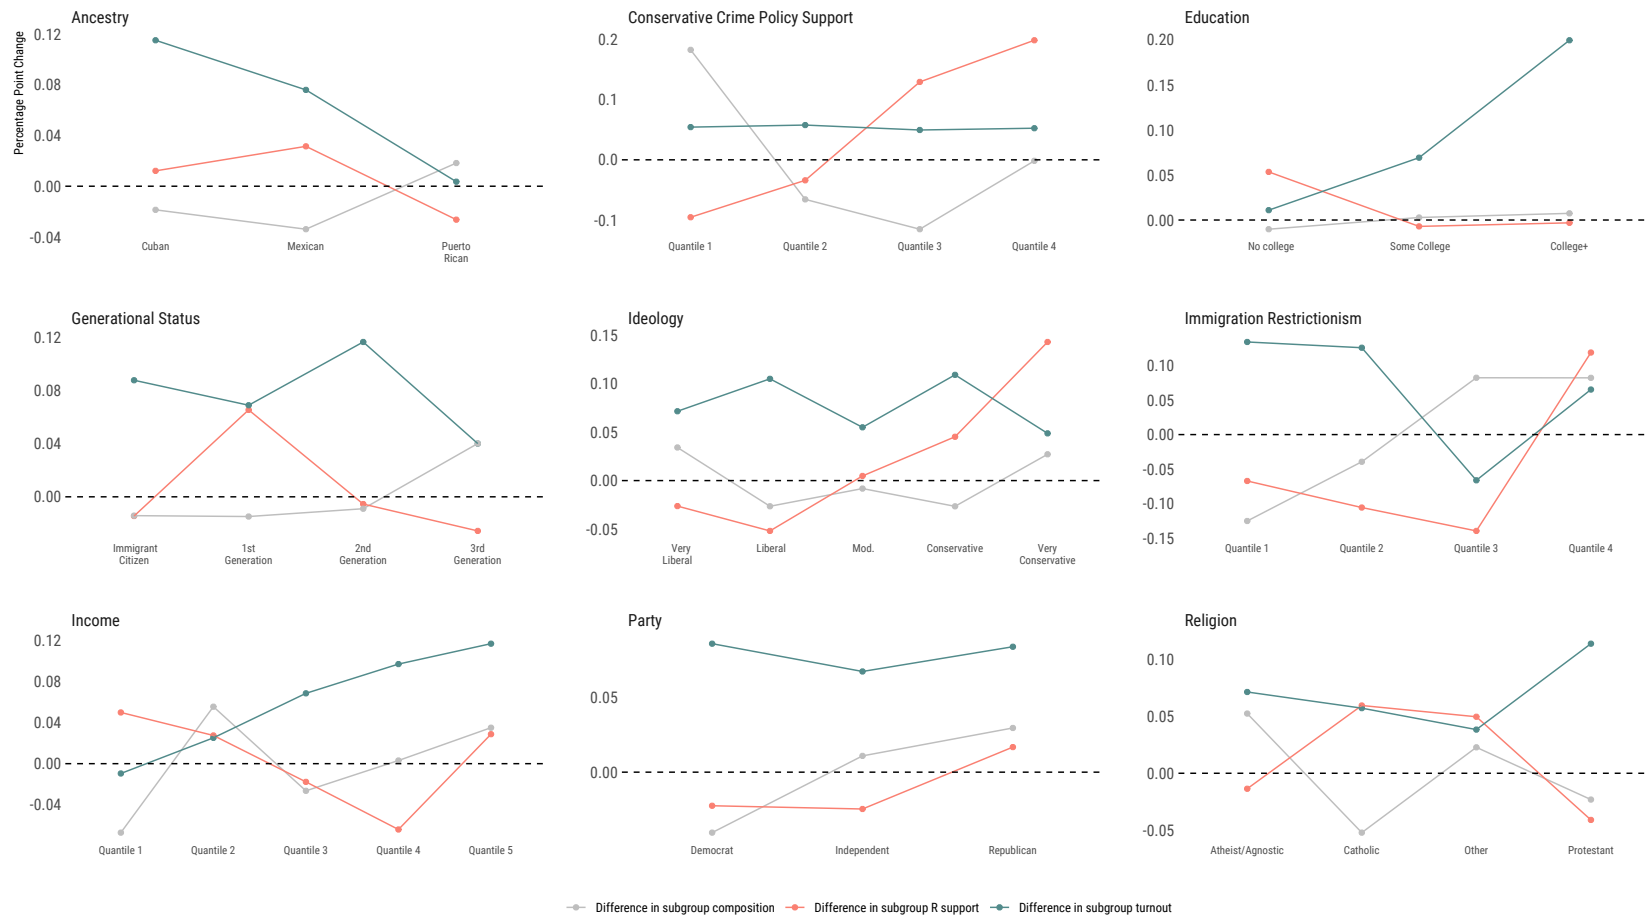 Ancestry
Percentage Point Change
0.12
0.08
0.04
0.00
-0.04
Cuban
Mexican
Puerto
Rican
Conservative Crime Policy Support
0.2
0.1
0.0
-0.1
Quantile 1
Quantile 2
Quantile 3
Quantile 4
Education
0.20
0.15
0.10
0.05
0.00
No college
Some College
College+
Generational Status
0.12
0.08
0.04
0.00
Immigrant
Citizen
1st
Generation
2nd
Generation
3rd
Generation
Ideology
0.15
0.10
0.05
0.00
-0.05
Very
Liberal
Liberal
Mod.
Conservative
Very
Conservative
Immigration Restrictionism
0.10
0.05
0.00
-0.05
-0.10
-0.15
Quantile 1
Quantile 2
Quantile 3
Quantile 4
Income
0.12
0.08
0.04
0.00
-0.04
Quantile 1
Quantile 2
Quantile 3
Quantile 4
Quantile 5
Party
0.05
0.00
Democrat
Independent
Republican
Religion
0.10
0.05
0.00
-0.05
Atheist/Agnostic
Catholic
Other
Protestant
Difference in subgroup composition
Difference in subgroup R support
Difference in subgroup turnout